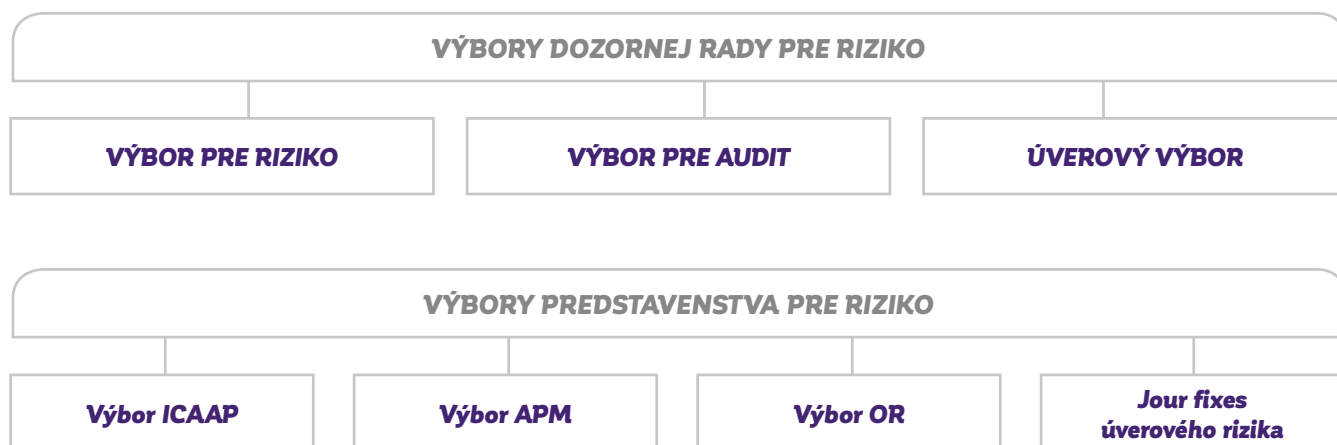 VÝBORY DOZORNEJ RADY PRE RIZIKO
VÝBOR PRE RIZIKO
VÝBOR PRE AUDIT
ÚVEROVÝ VÝBOR
VÝBORY PREDSTAVENSTVA PRE RIZIKO
Výbor ICAAP
Výbor APM
Výbor OR
Jour fixes
úverového rizika